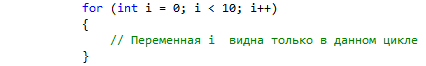 for (int i = 0; i < 10; i++)
{
// Переменная i видна только в данном цикле
}